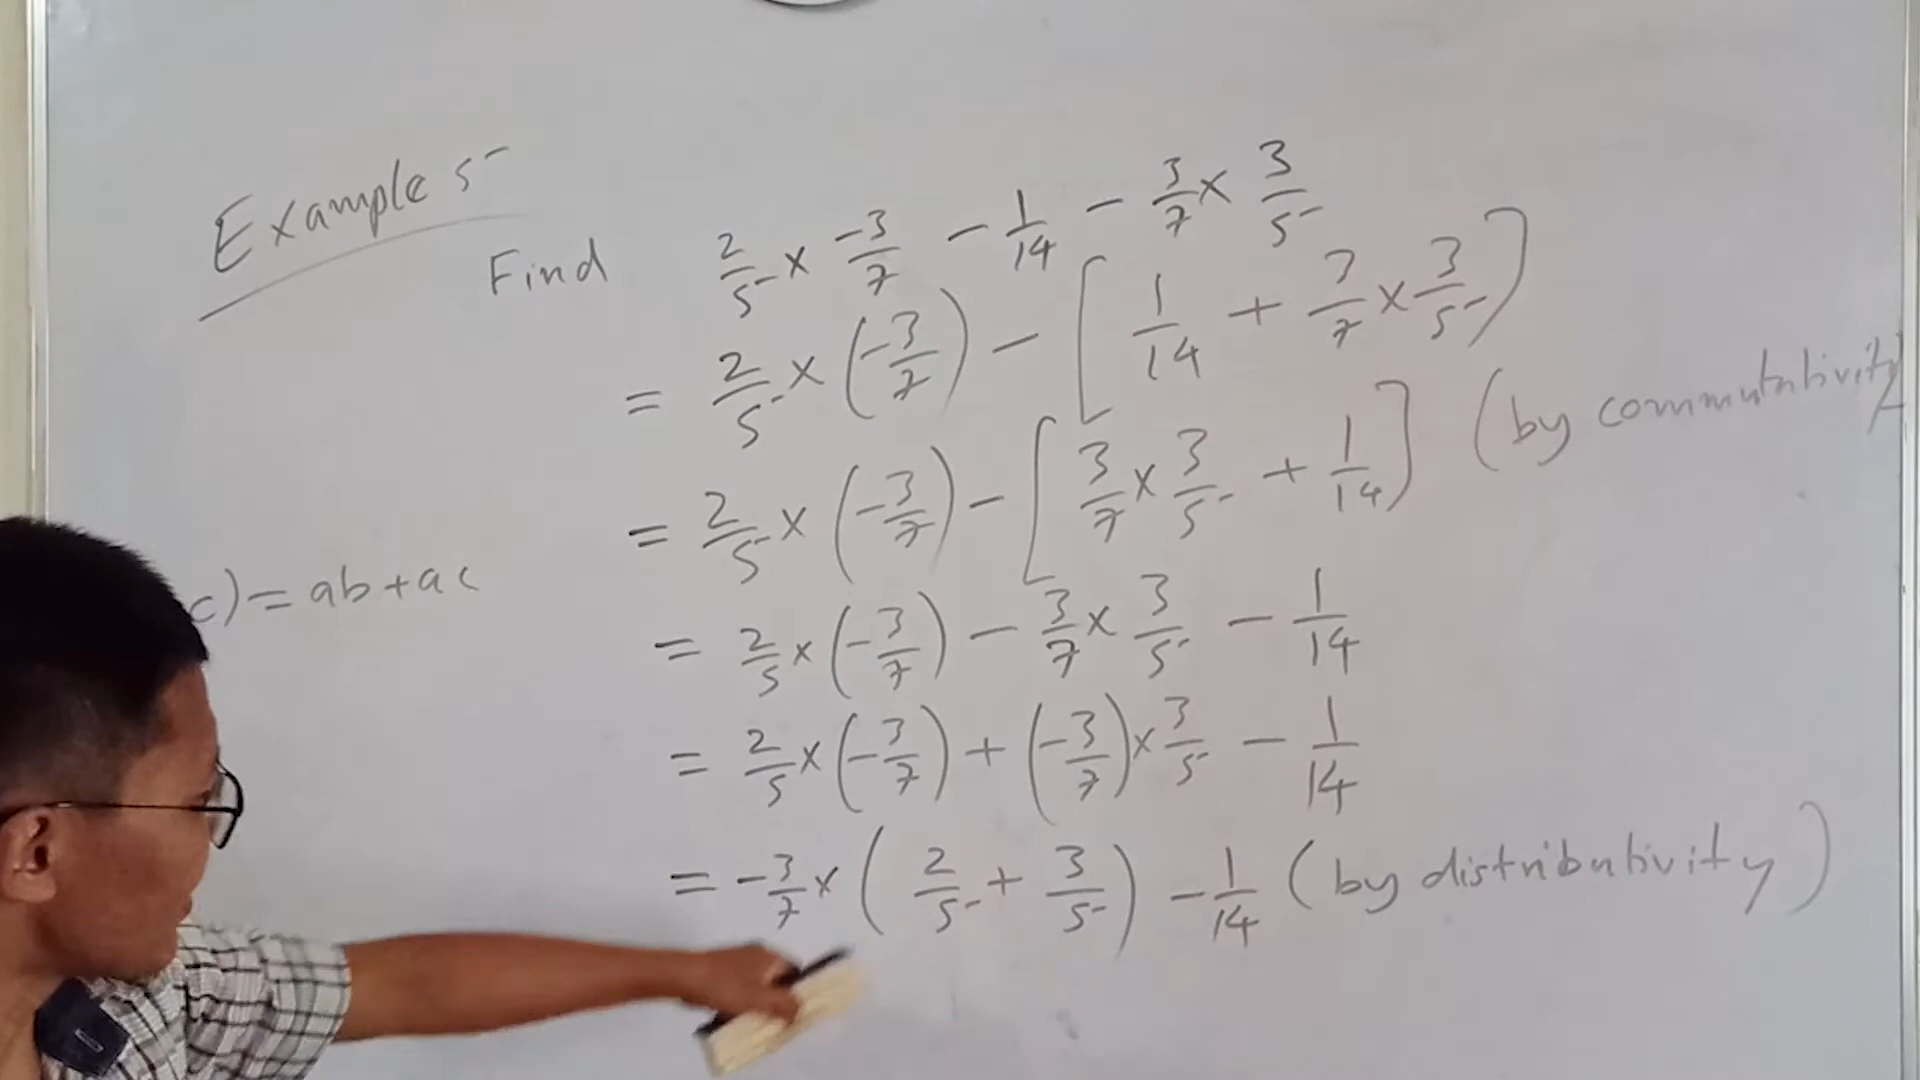 Example 5
Find 2/5 × -3/7 - 1/14 - 3/7 × 3/5
= 2/5 × (-3/7) - [1/14 + 3/7 × 3/5]
= 2/5 × (-3/7) - [3/7 × 3/5 + 1/14] (by commutativity
c) = ab + ac
= 2/5 × (-3/7) - 3/7 × 3/5 - 1/14
= 2/5 × (-3/7) + (-3/7) × 3/5 - 1/14
= -3/7 × (2/5 + 3/5) - 1/14 (by distributivity)